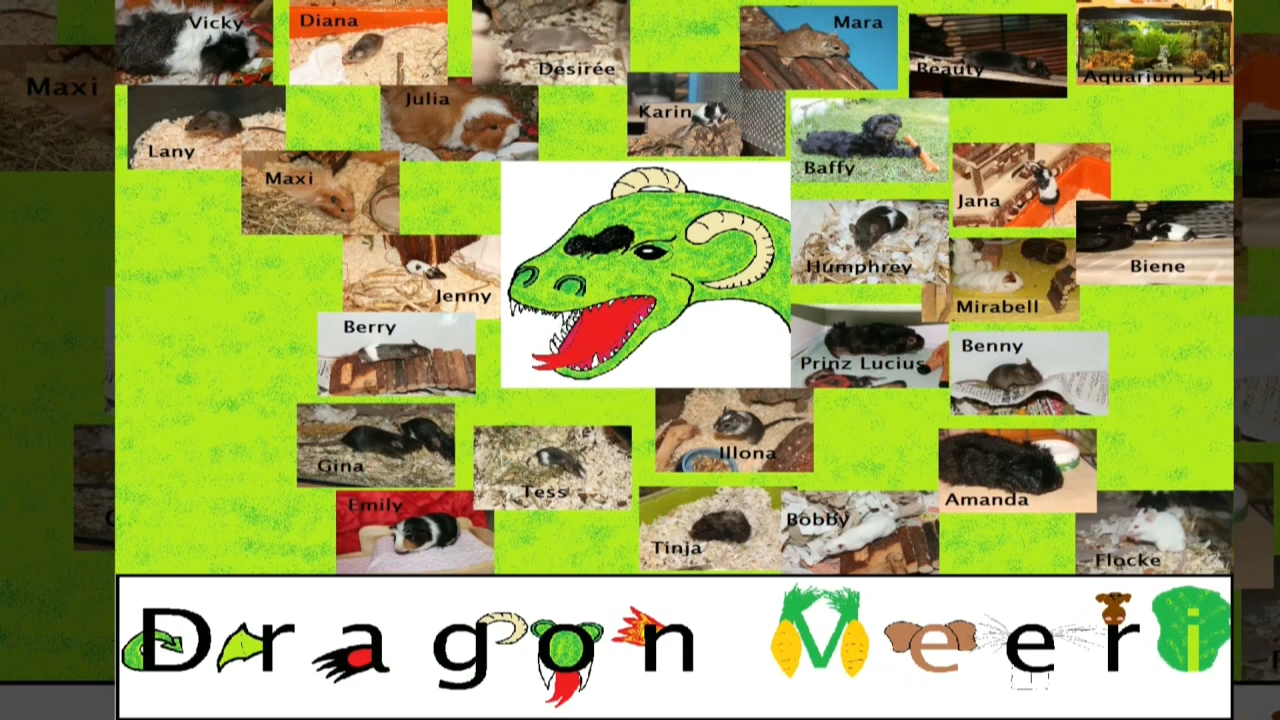 Vicky
Diana
Desirée
Mara
Beauty
Aquarium 54L
Maxi
Lany
Julia
Karin
Baffy
Maxi
Jana
Jenny
Humphrey
Biene
Mirabell
Berry
Prinz Lucius
Benny
Gina
Tess
Illona
Amanda
Emily
Tinja
Bobby
Flocke
Dragon Meeri